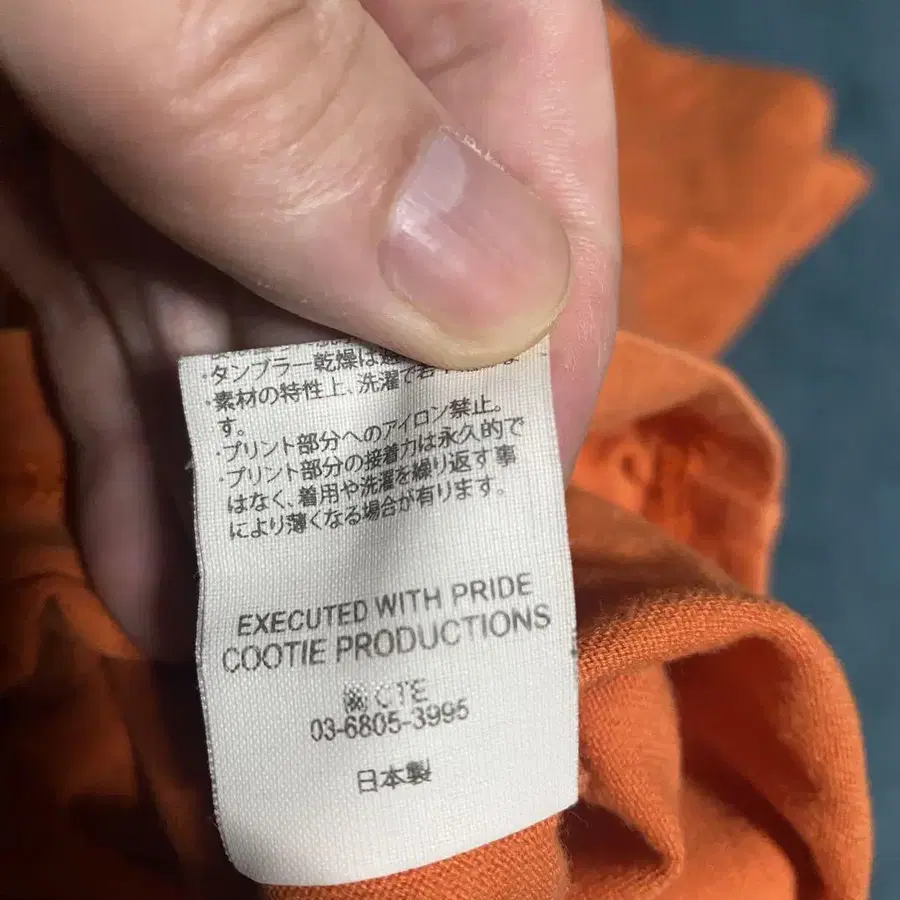 ・タンブラー乾燥は
・素材の特性上、洗濯で
す。
・プリント部分へのアイロン禁止。
・プリント部分の接着力は永久的で
はなく、着用や洗濯を繰り返す事
により薄くなる場合が有ります。
EXECUTED WITH PRIDE
COOTIE PRODUCTIONS
CTE
03-6805-3995
日本製